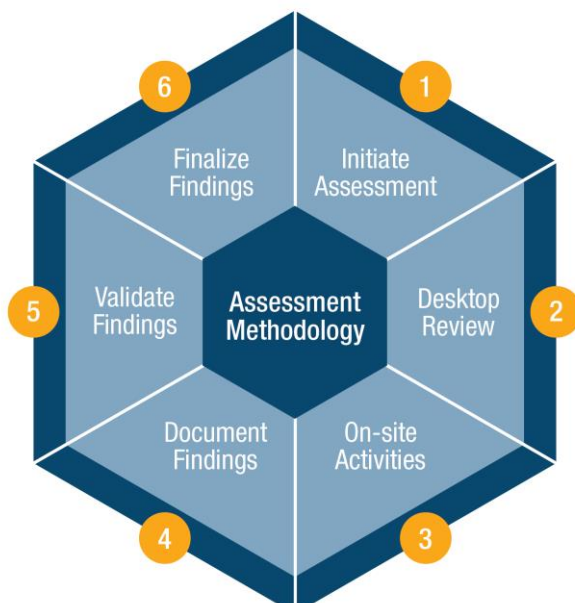 Assessment
Methodology
1
Initiate
Assessment
2
Desktop
Review
3
On-site
Activities
4
Document
Findings
5
Validate
Findings
6
Finalize
Findings